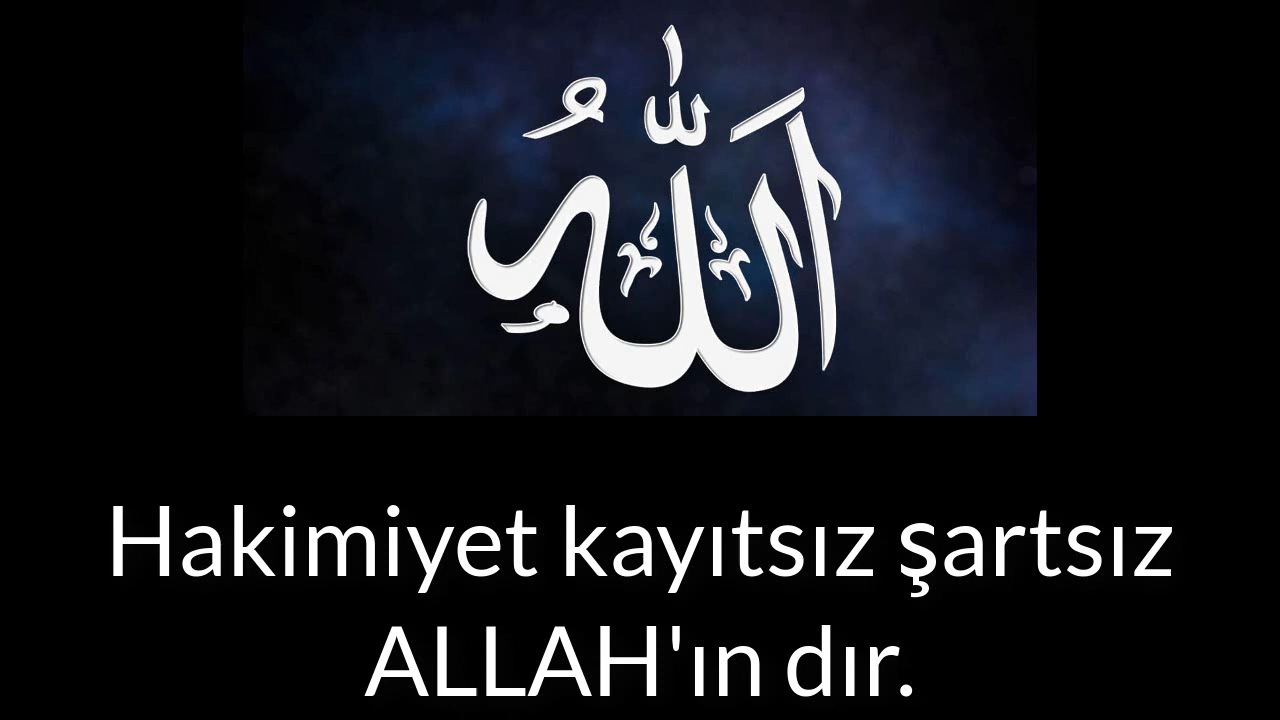 الله
Hakimiyet kayıtsız şartsız
ALLAH'ın dır.